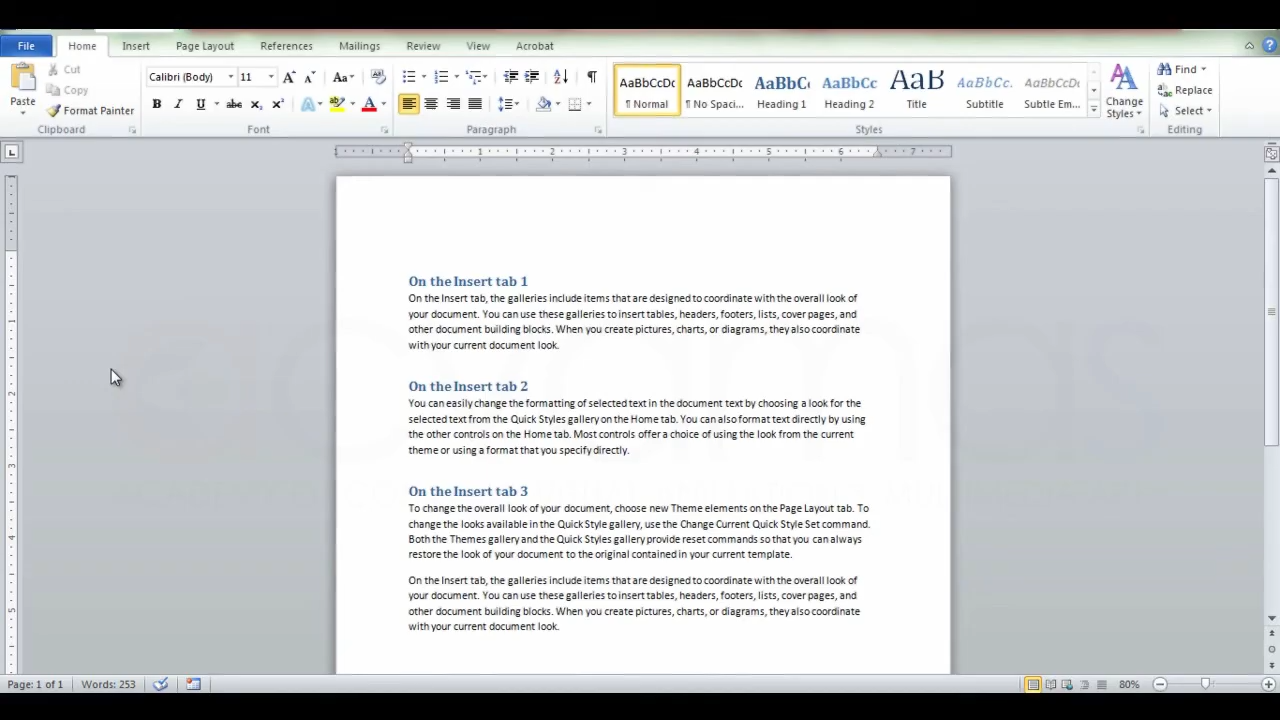 File Home Insert Page Layout References Mailings Review View Acrobat
Cut
Copy
Paste
Format Painter
Clipboard
Calibri (Body) 11
Aa
B I U abc x₂ x²
Font
Paragraph
AaBbCcDc AaBbCcDc AaBbC AaBbCc AaB AaBbCc. AaBbCcDc
¶ Normal ¶ No Spaci... Heading 1 Heading 2 Title Subtitle Subtle Em...
Change
Styles
Styles
Find
Replace
Select
Editing
1 2 3 4 5 6 7
On the Insert tab 1
On the Insert tab, the galleries include items that are designed to coordinate with the overall look of
your document. You can use these galleries to insert tables, headers, footers, lists, cover pages, and
other document building blocks. When you create pictures, charts, or diagrams, they also coordinate
with your current document look.
On the Insert tab 2
You can easily change the formatting of selected text in the document text by choosing a look for the
selected text from the Quick Styles gallery on the Home tab. You can also format text directly by using
the other controls on the Home tab. Most controls offer a choice of using the look from the current
theme or using a format that you specify directly.
On the Insert tab 3
To change the overall look of your document, choose new Theme elements on the Page Layout tab. To
change the looks available in the Quick Style gallery, use the Change Current Quick Style Set command.
Both the Themes gallery and the Quick Styles gallery provide reset commands so that you can always
restore the look of your document to the original contained in your current template.
On the Insert tab, the galleries include items that are designed to coordinate with the overall look of
your document. You can use these galleries to insert tables, headers, footers, lists, cover pages, and
other document building blocks. When you create pictures, charts, or diagrams, they also coordinate
with your current document look.
Page: 1 of 1 Words: 253 80%